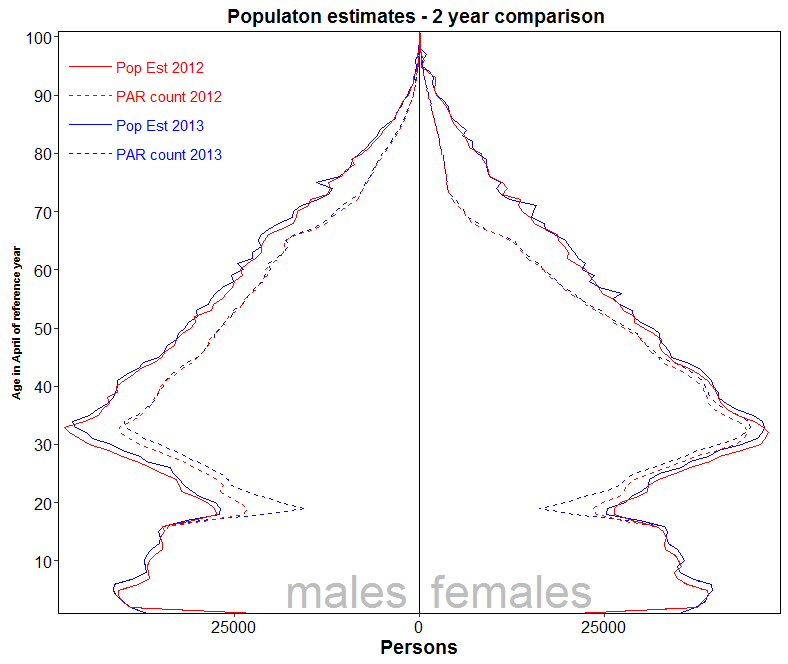 Populaton estimates - 2 year comparison
Pop Est 2012
PAR count 2012
Pop Est 2013
PAR count 2013
100
90
80
70
60
50
40
30
20
10
Age in April of reference year
males females
25000 0 25000
Persons